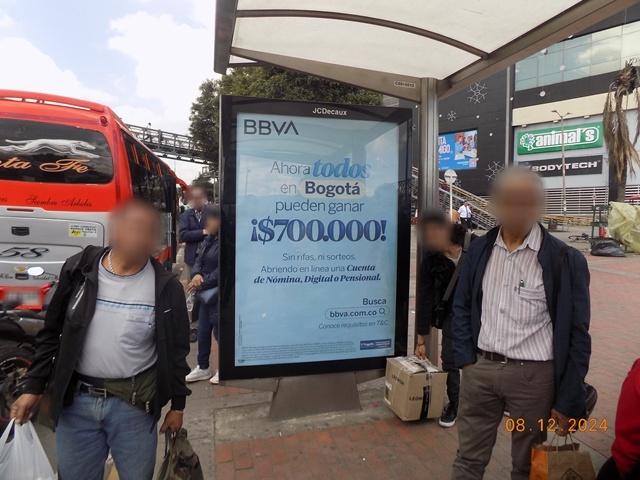 JCDecaux
BBVA
Ahora todos
en Bogotá
pueden ganar
¡$700.000!
Sin rifas, ni sorteos.
Abriendo en línea una Cuenta
de Nómina, Digital o Pensional.
Busca
bbva.com.co
Conoce requisitos en T&C
animal's
BODYTECH
Santa Fe
58
08.12.2024